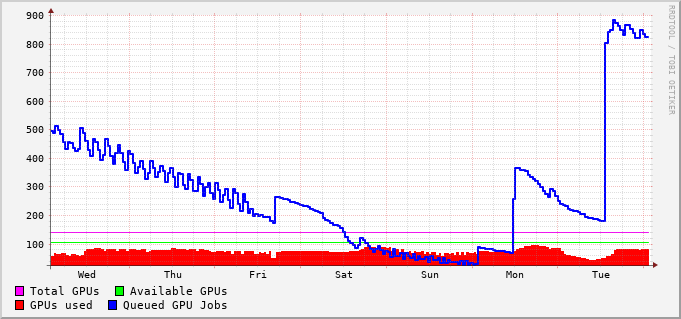 900
800
700
600
500
400
300
200
100
Wed Thu Fri Sat Sun Mon Tue
Total GPUs Available GPUs
GPUs used Queued GPU Jobs
RRDTOOL / TOBI OETIKER